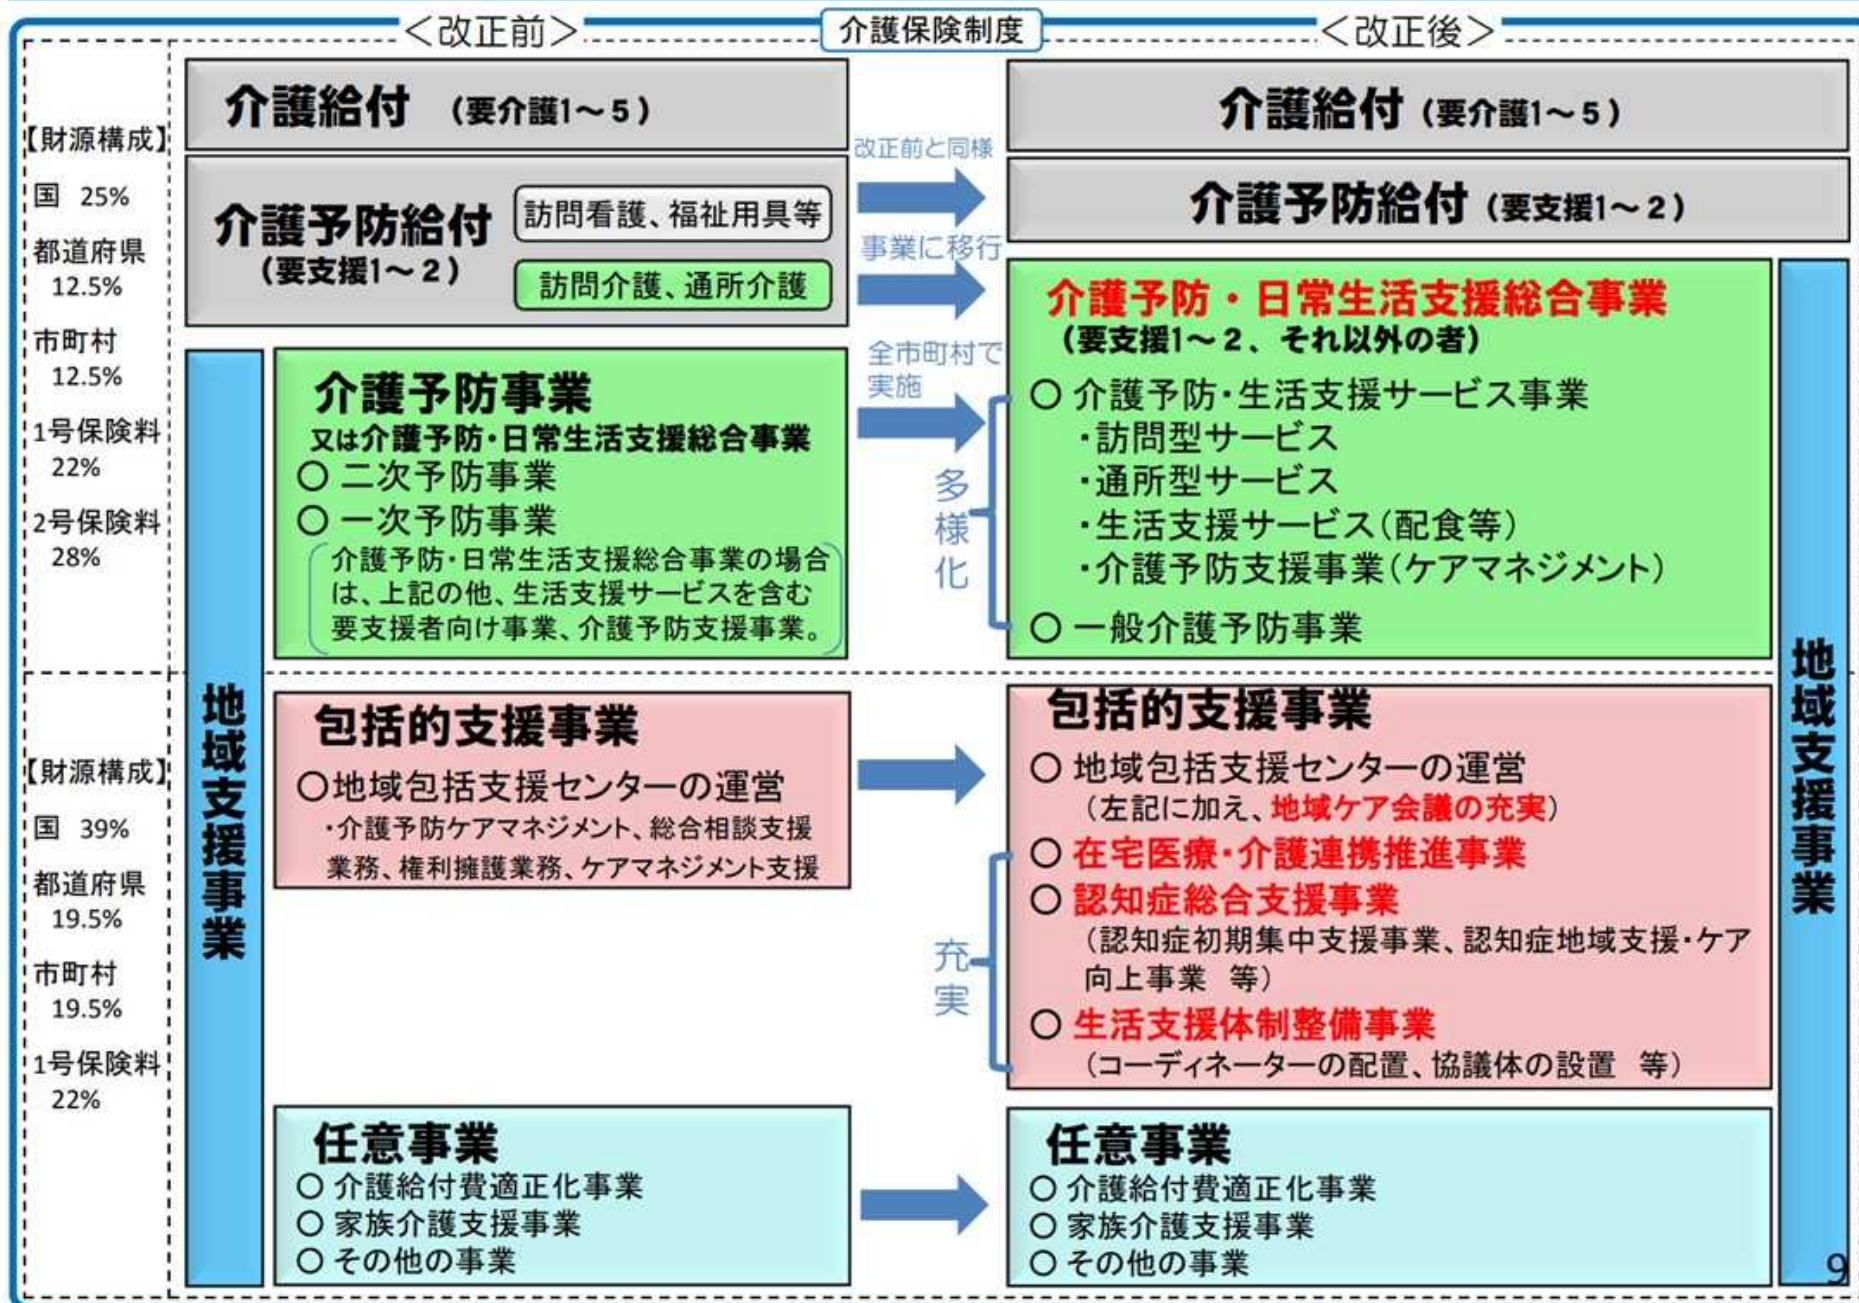 介護保険制度
＜改正前＞
＜改正後＞
【財源構成】
国 25%
都道府県
12.5%
市町村
12.5%
1号保険料
22%
2号保険料
28%
【財源構成】
国 39%
都道府県
19.5%
市町村
19.5%
1号保険料
22%
介護給付 （要介護1～5）
介護予防給付
（要支援1～2）
訪問看護、福祉用具等
訪問介護、通所介護
地域支援事業
介護予防事業
又は介護予防・日常生活支援総合事業
○ 二次予防事業
○ 一次予防事業
介護予防・日常生活支援総合事業の場合
は、上記の他、生活支援サービスを含む
要支援者向け事業、介護予防支援事業。
包括的支援事業
○地域包括支援センターの運営
・介護予防ケアマネジメント、総合相談支援
業務、権利擁護業務、ケアマネジメント支援
任意事業
○ 介護給付費適正化事業
○ 家族介護支援事業
○ その他の事業
改正前と同様
事業に移行
全市町村で
実施
多様化
充実
介護給付（要介護1～5）
介護予防給付（要支援1～2）
介護予防・日常生活支援総合事業
（要支援1～2、それ以外の者）
○ 介護予防・生活支援サービス事業
・訪問型サービス
・通所型サービス
・生活支援サービス（配食等）
・介護予防支援事業（ケアマネジメント）
○ 一般介護予防事業
包括的支援事業
○ 地域包括支援センターの運営
（左記に加え、地域ケア会議の充実）
○ 在宅医療・介護連携推進事業
○ 認知症総合支援事業
（認知症初期集中支援事業、認知症地域支援・ケア
向上事業 等）
○ 生活支援体制整備事業
（コーディネーターの配置、協議体の設置 等）
任意事業
○ 介護給付費適正化事業
○ 家族介護支援事業
○ その他の事業
地域支援事業
9